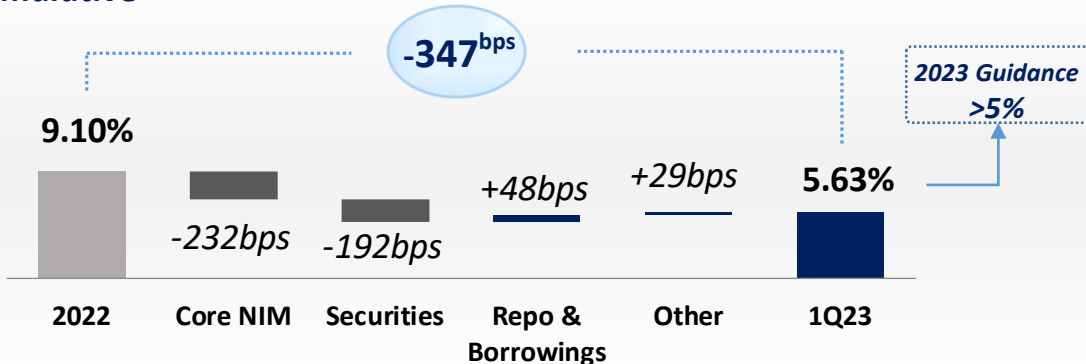 -347bps
2023 Guidance
>5%
9.10%
-232bps
-192bps
+48bps
+29bps
5.63%
2022
Core NIM
Securities
Repo &
Borrowings
Other
1Q23